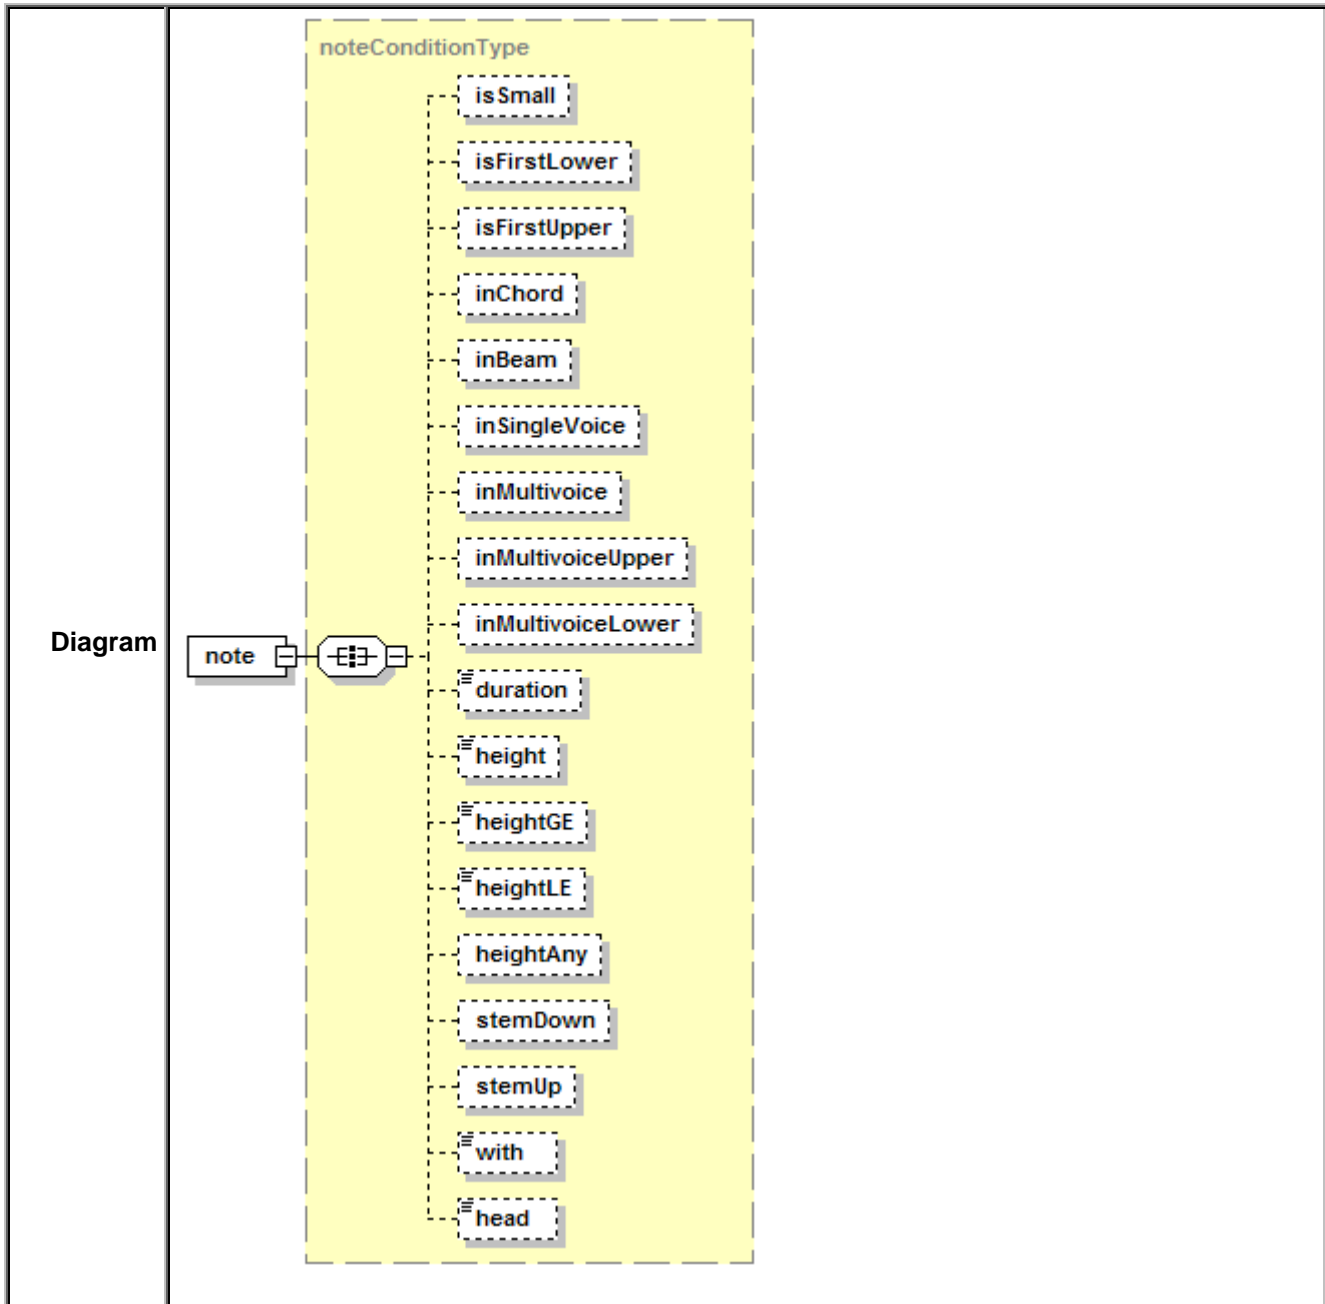 noteConditionType
isSmall
isFirstLower
isFirstUpper
inChord
inBeam
inSingleVoice
inMultivoice
inMultivoiceUpper
inMultivoiceLower
Diagram
note
duration
height
heightGE
heightLE
heightAny
stemDown
stemUp
with
head